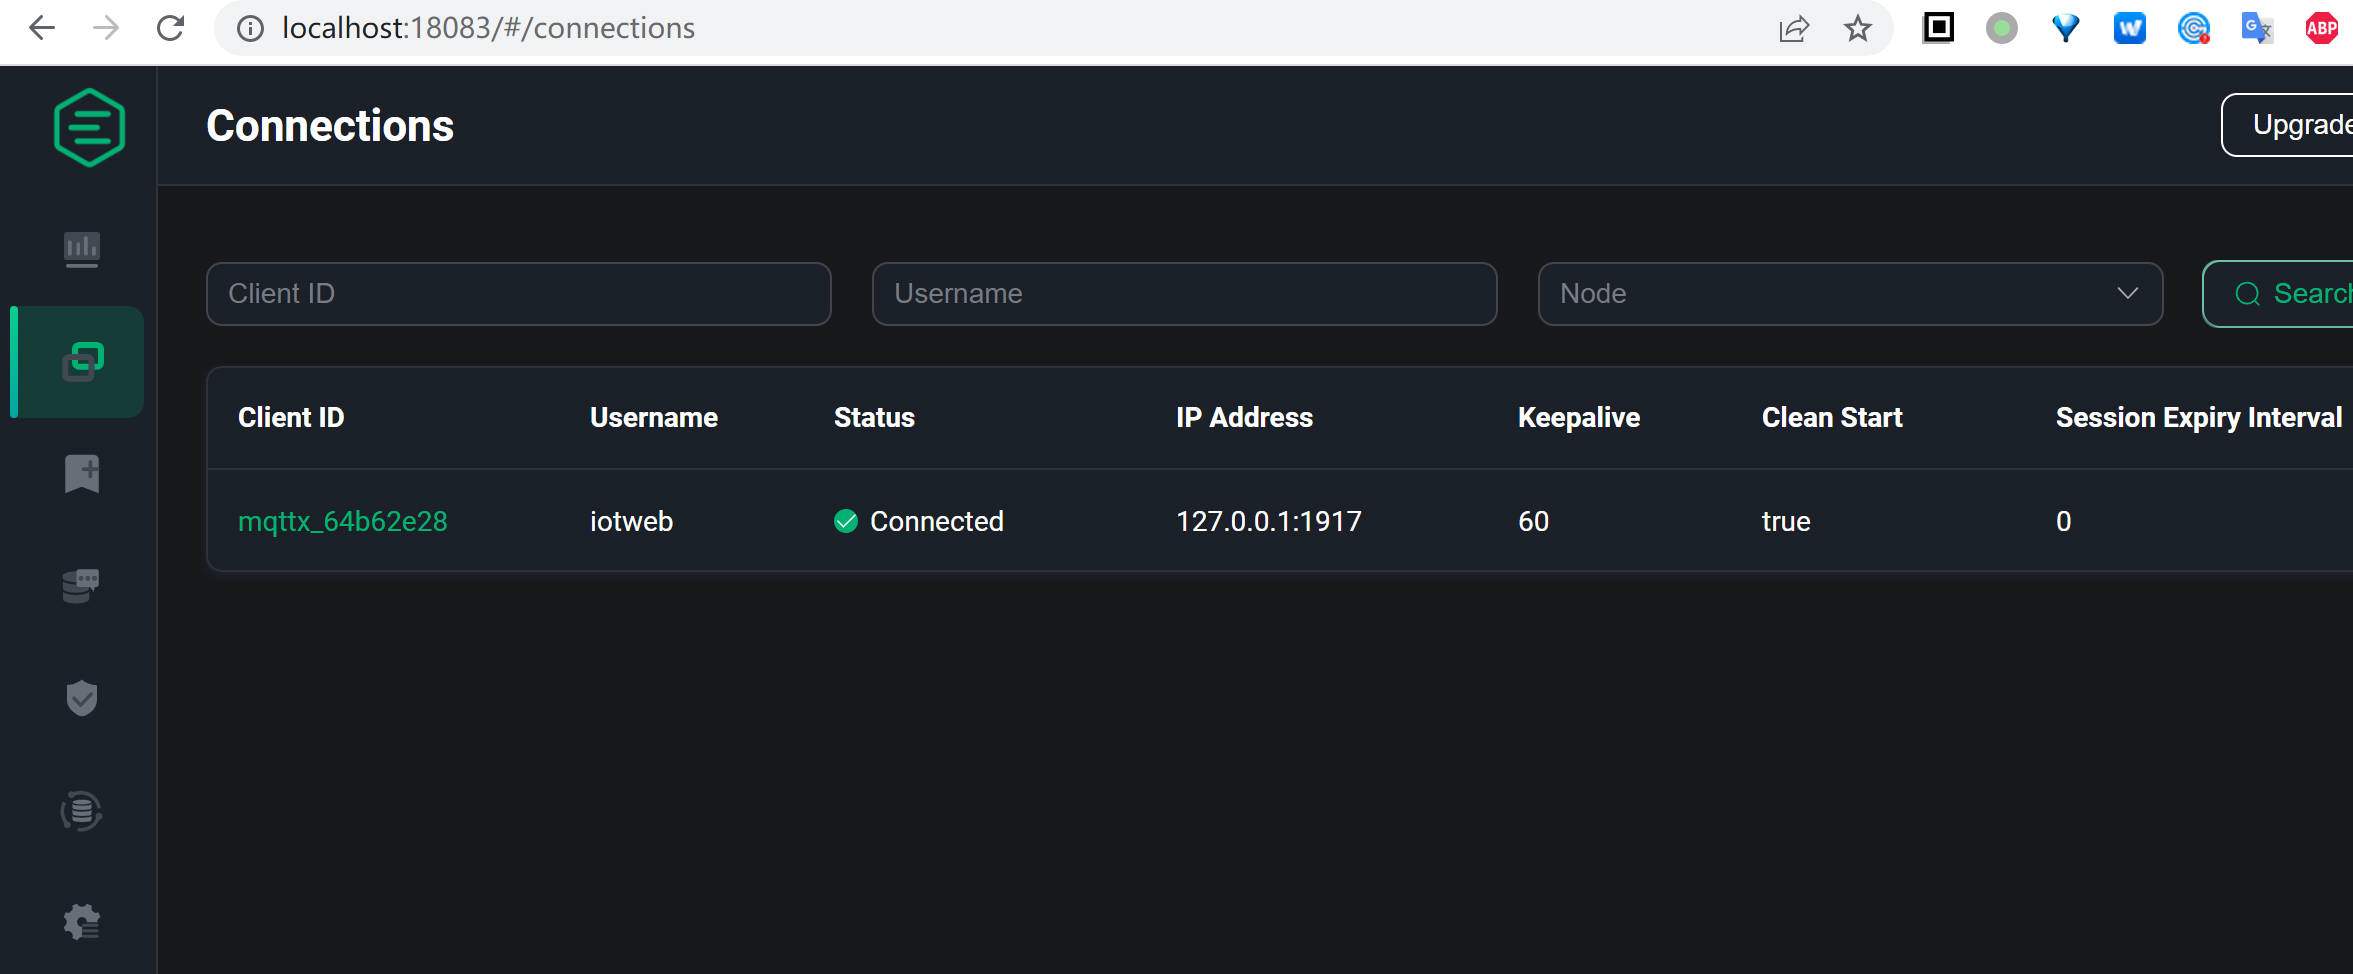 localhost:18083/#/connections
W
G 文
ABP
Connections
Upgrade
Client ID
Username
Node
Search
Client ID Username Status IP Address Keepalive Clean Start Session Expiry Interval
mqttx_64b62e28 iotweb Connected 127.0.0.1:1917 60 true 0